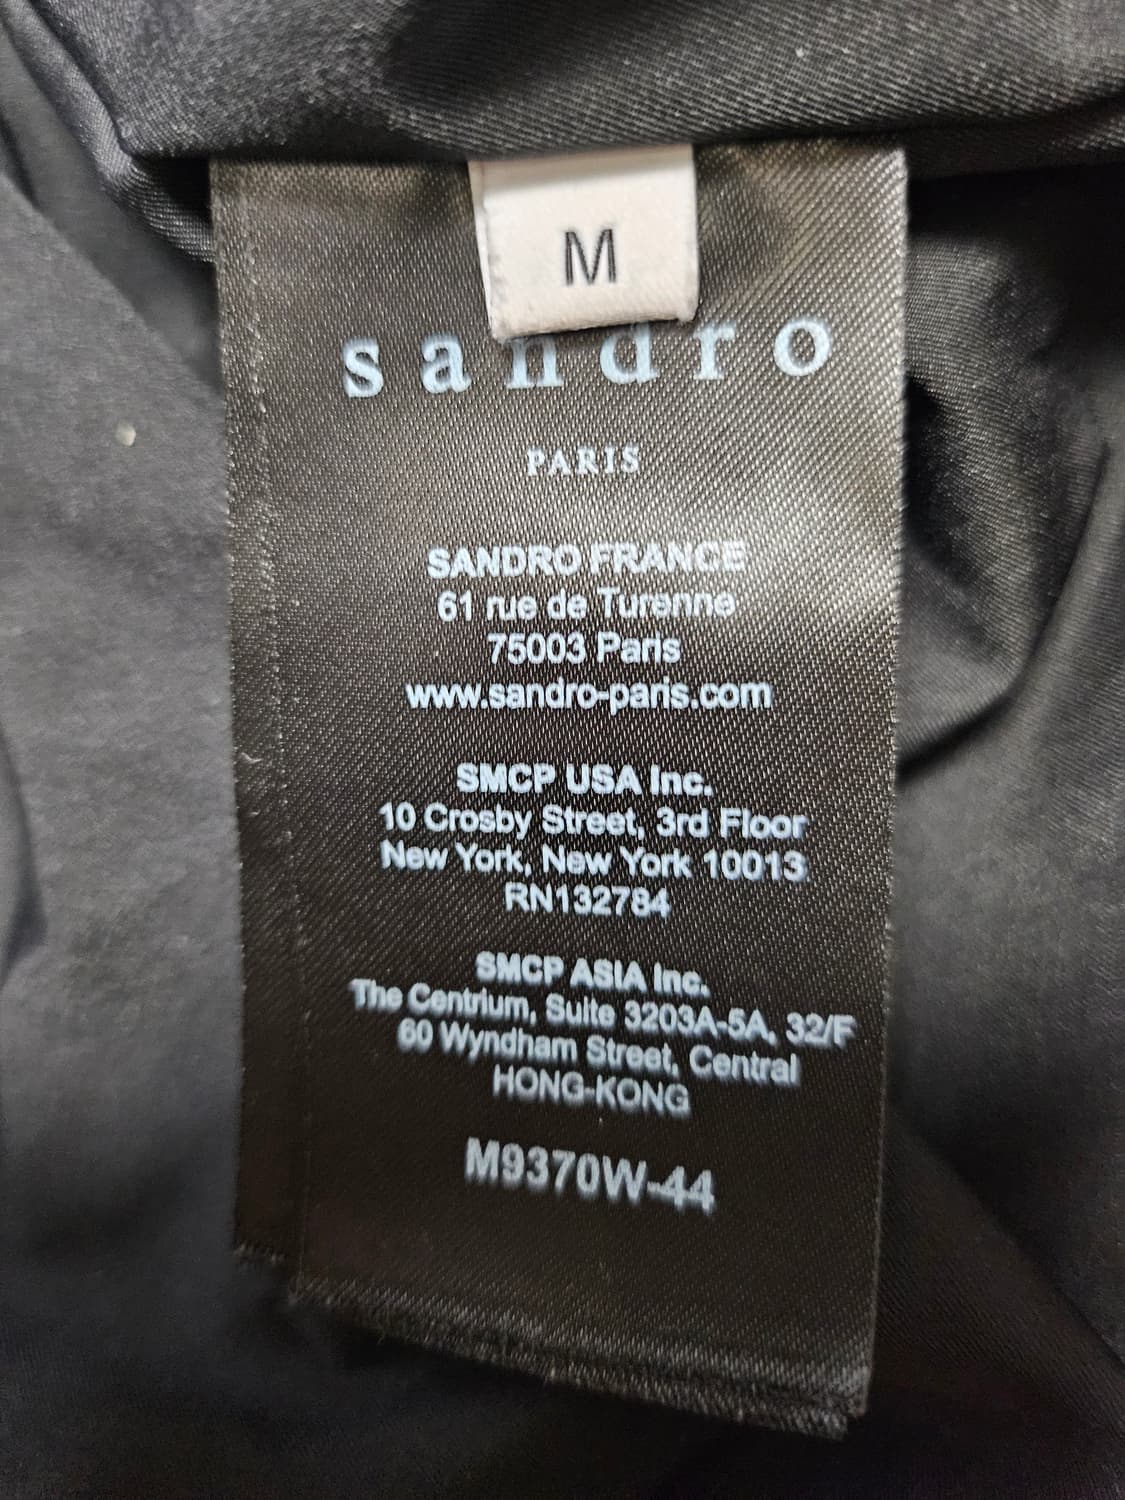 M
sandro
PARIS
SANDRO FRANCE
61 rue de Turenne
75003 Paris
www.sandro-paris.com
SMCP USA Inc.
10 Crosby Street, 3rd Floor
New York, New York 10013
RN132784
SMCP ASIA Inc.
The Centrium, Suite 3203A-5A, 32/F
60 Wyndham Street, Central
HONG-KONG
M9370W-44